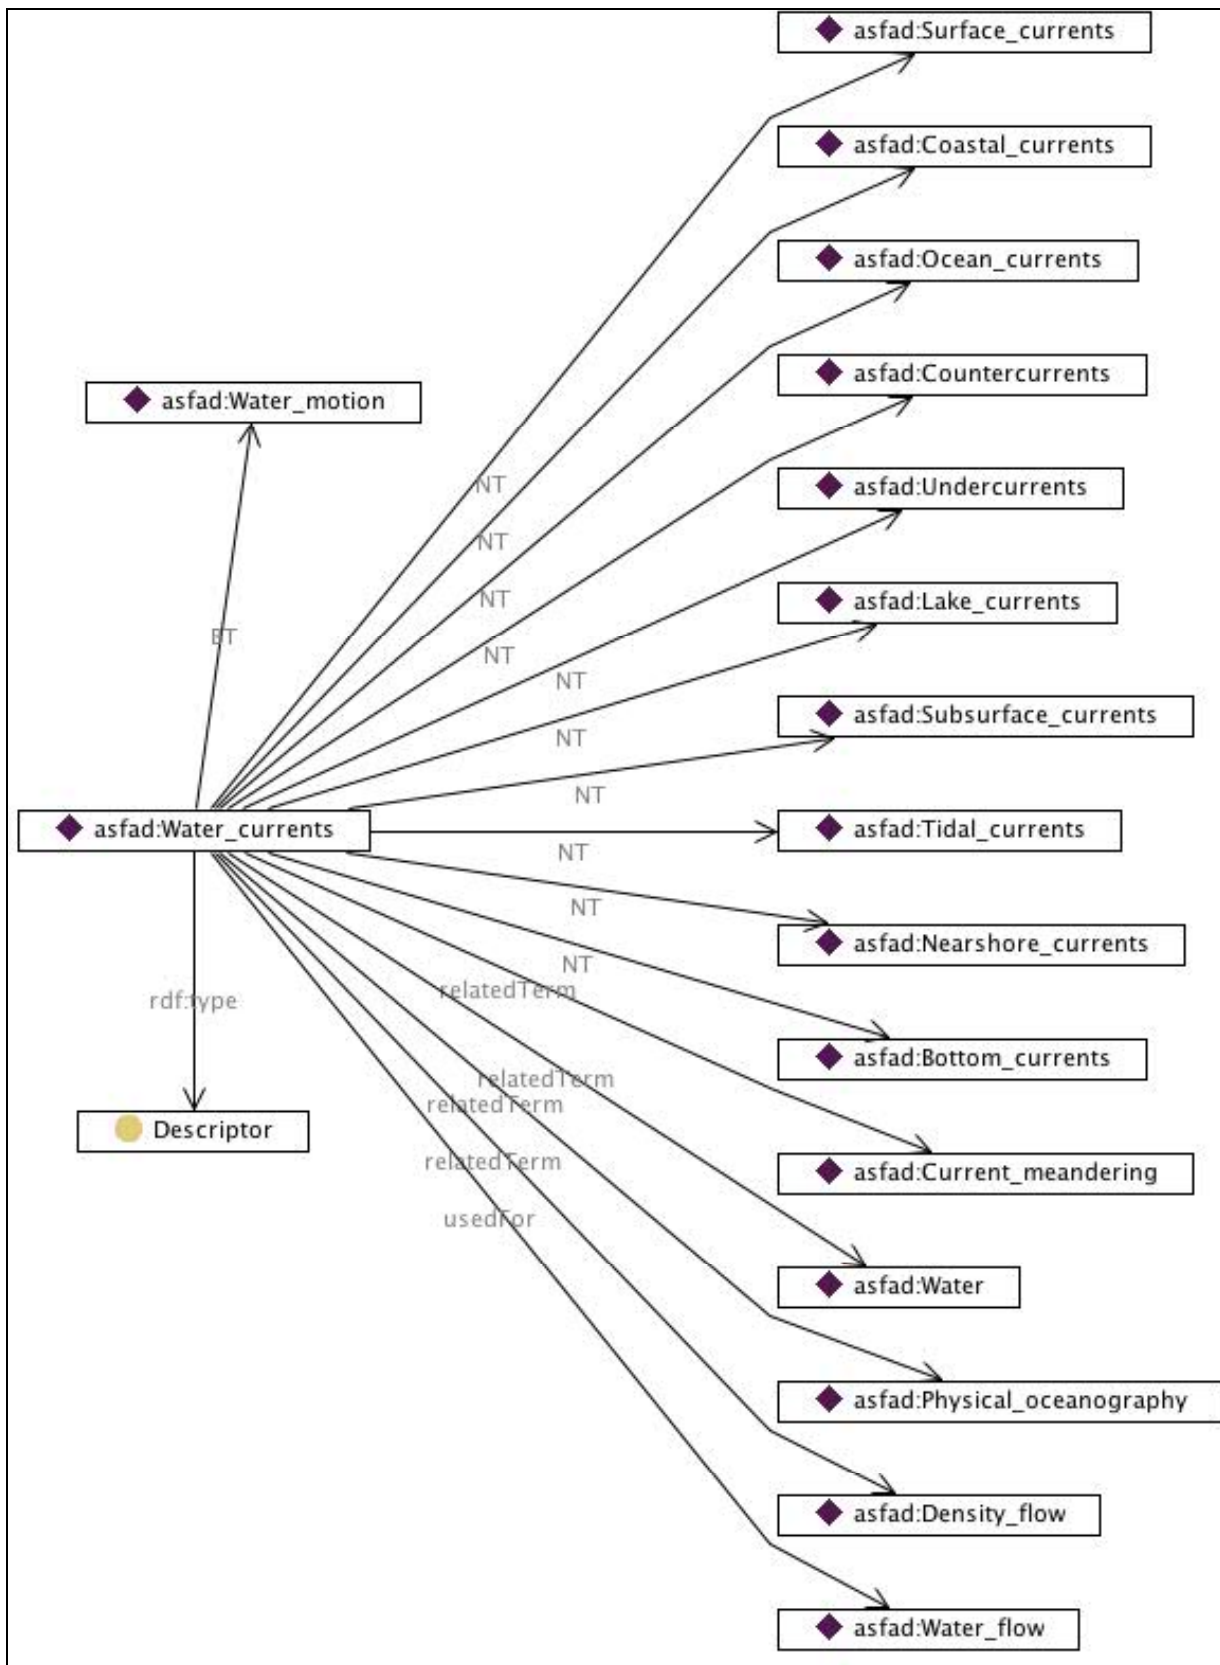 asfad:Surface_currents
asfad:Coastal_currents
asfad:Ocean_currents
asfad:Countercurrents
asfad:Water_motion
asfad:Undercurrents
NT
NT
NT
asfad:Lake_currents
BT
NT
NT
asfad:Subsurface_currents
NT
NT
asfad:Water_currents
asfad:Tidal_currents
NT
NT
asfad:Nearshore_currents
NT
relatedTerm
rdf:type
asfad:Bottom_currents
relatedTerm
relatedTerm
Descriptor
relatedTerm
asfad:Current_meandering
usedFor
asfad:Water
asfad:Physical_oceanography
asfad:Density_flow
asfad:Water_flow